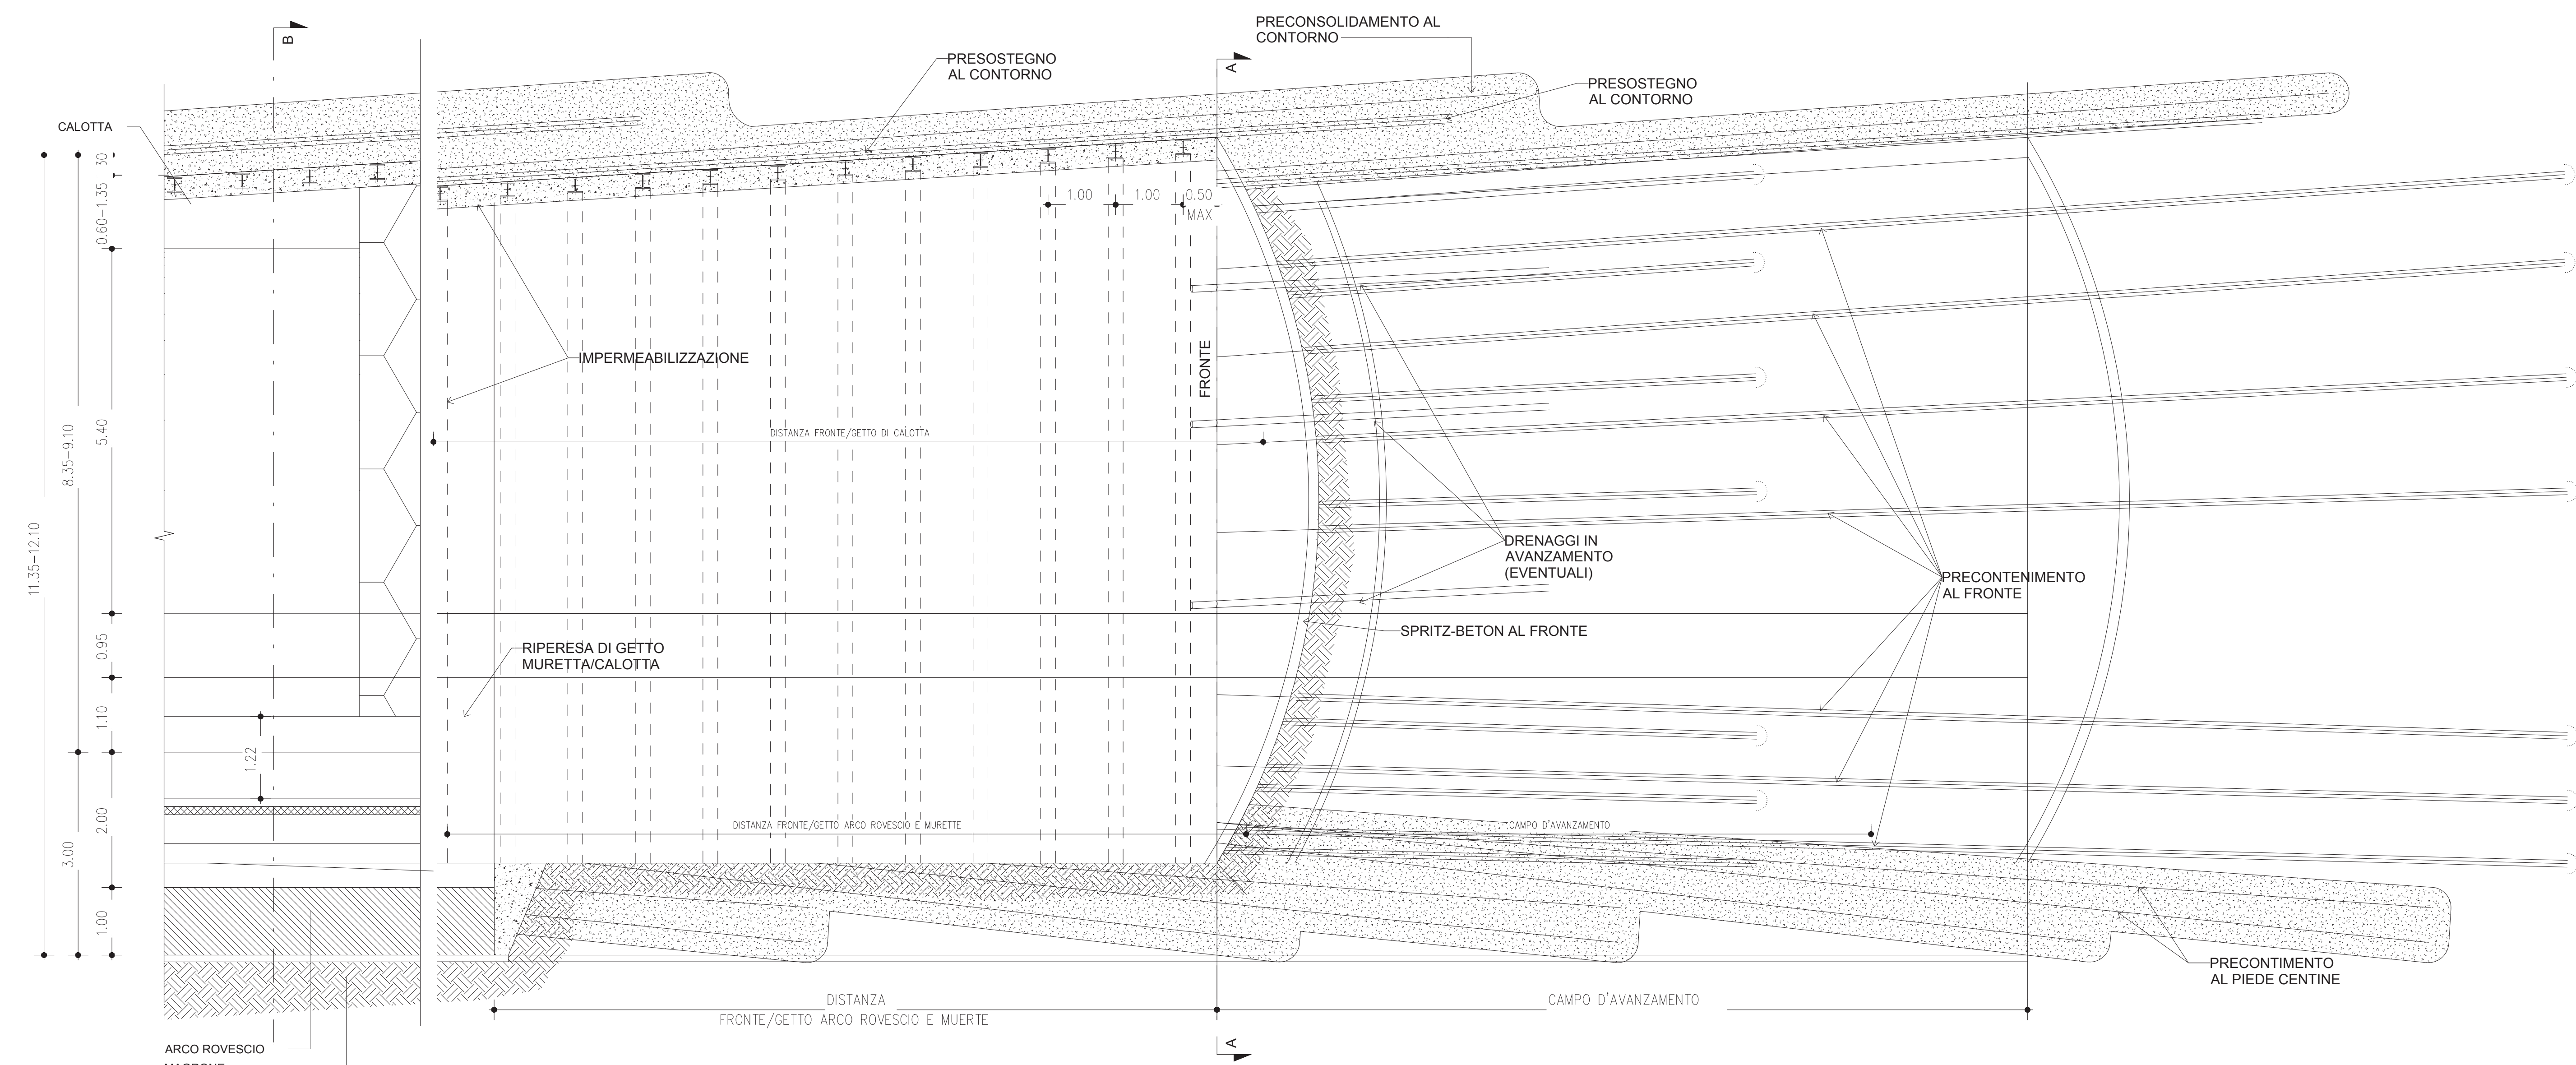 B
PRECONSOLIDAMENTO AL
CONTORNO
PRESOSTEGNO
AL CONTORNO
A
PRESOSTEGNO
AL CONTORNO
CALOTTA
30
0.60-1.35
1.00
1.00
0.50
MAX
IMPERMEABILIZZAZIONE
FRONTE
5.40
8.35-9.10
11.35-12.10
DISTANZA FRONTE/GETTO DI CALOTTA
DRENAGGI IN
AVANZAMENTO
(EVENTUALI)
PRECONTENIMENTO
AL FRONTE
SPRITZ-BETON AL FRONTE
0.95
RIPERESA DI GETTO
MURETTA/CALOTTA
1.10
1.22
2.00
3.00
DISTANZA FRONTE/GETTO ARCO ROVESCIO E MURETTE
CAMPO D'AVANZAMENTO
1.00
PRECONTIMENTO
AL PIEDE CENTINE
DISTANZA
FRONTE/GETTO ARCO ROVESCIO E MUERTE
CAMPO D'AVANZAMENTO
A
ARCO ROVESCIO